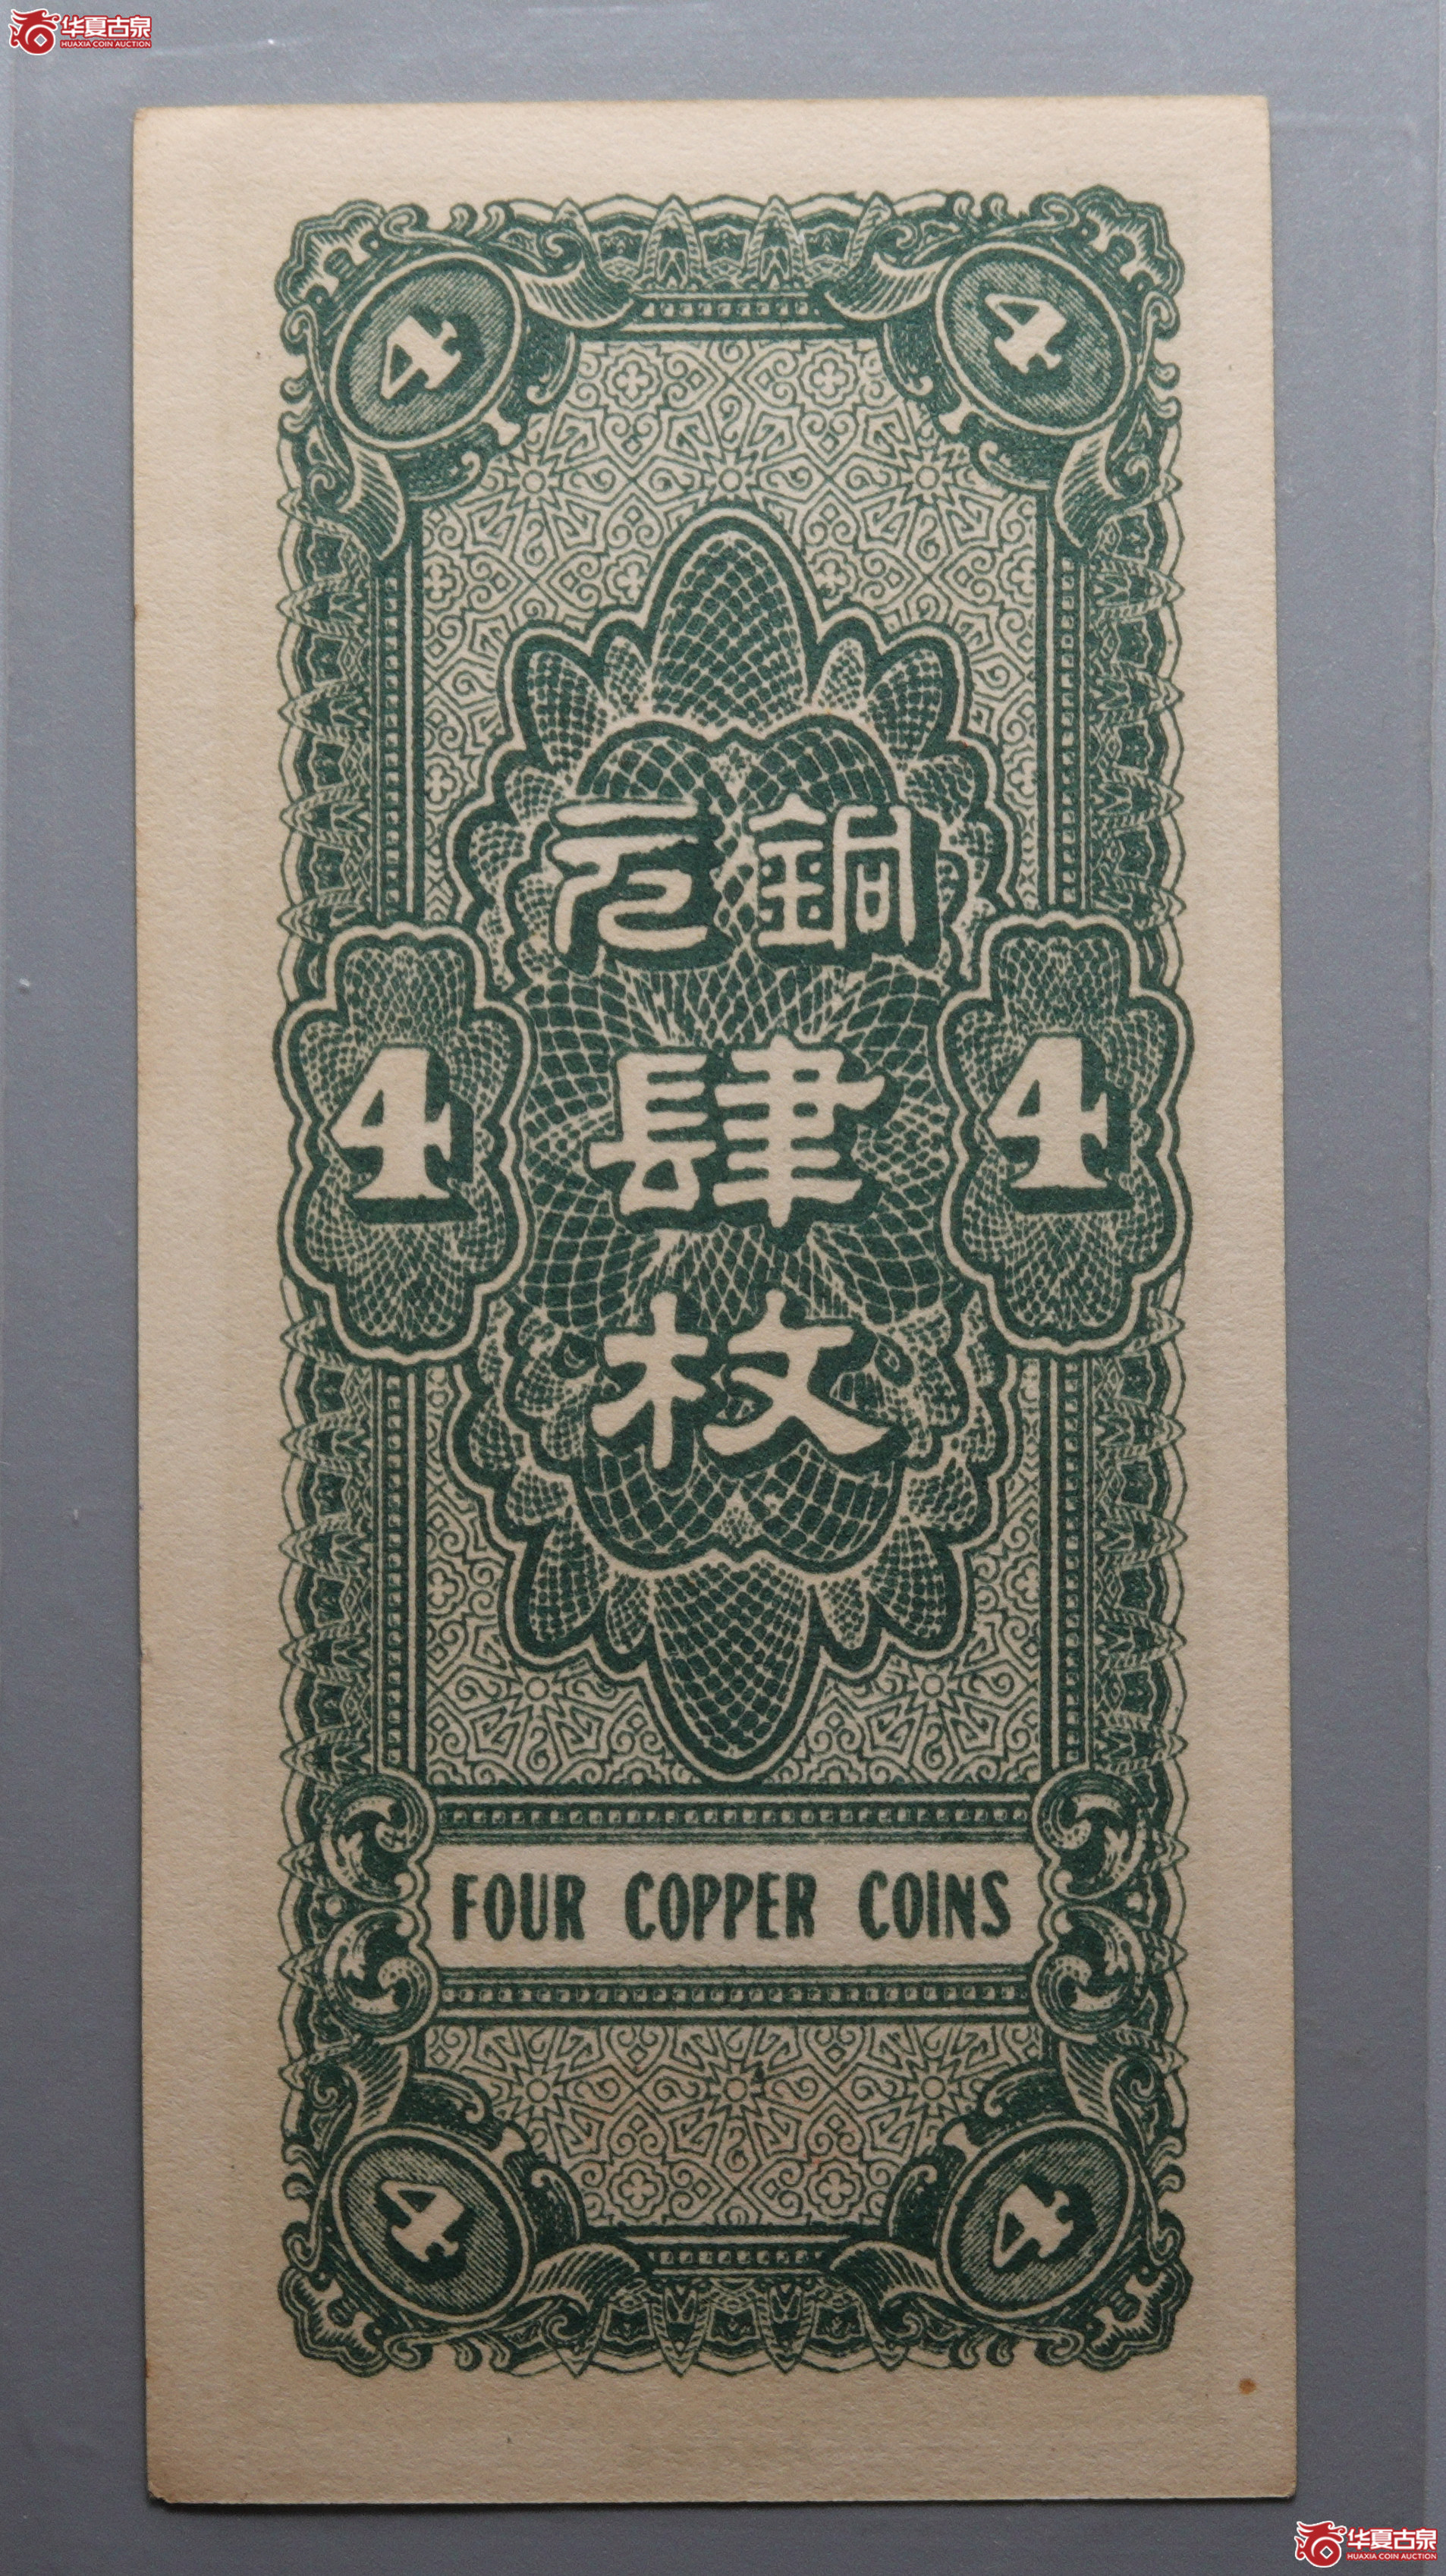 华夏古泉
HUAXIA COIN AUCTION
4 4
銅元
4 肆 4
枚
FOUR COPPER COINS
4 4
华夏古泉
HUAXIA COIN AUCTION